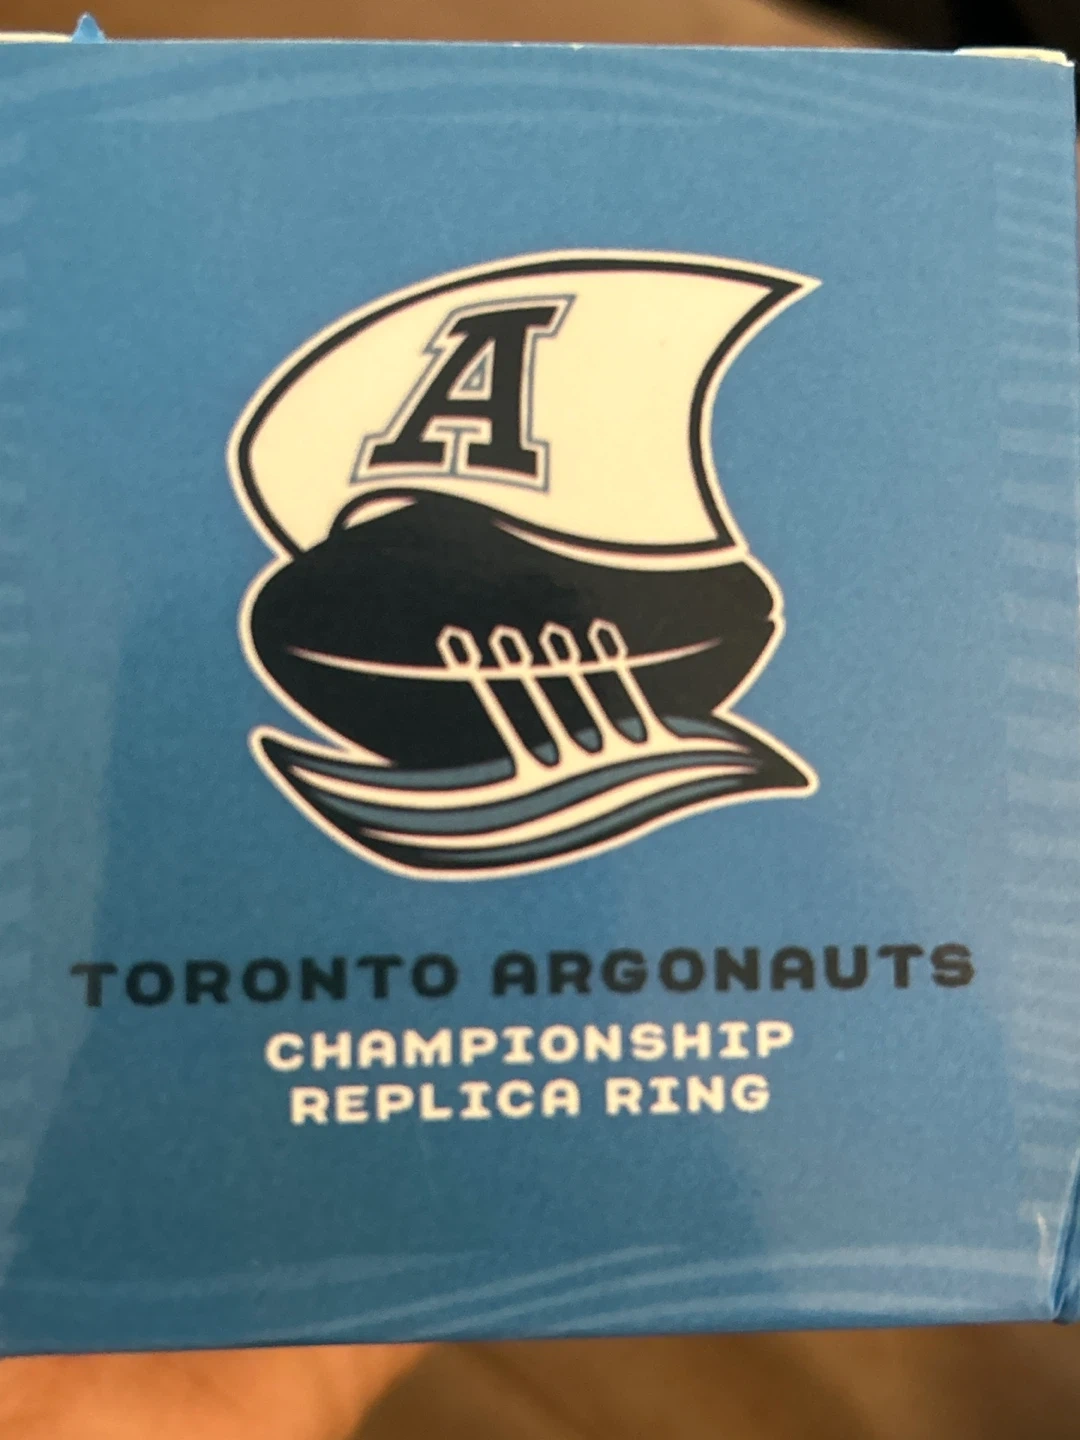 A
TORONTO ARGONAUTS
CHAMPIONSHIP
REPLICA RING